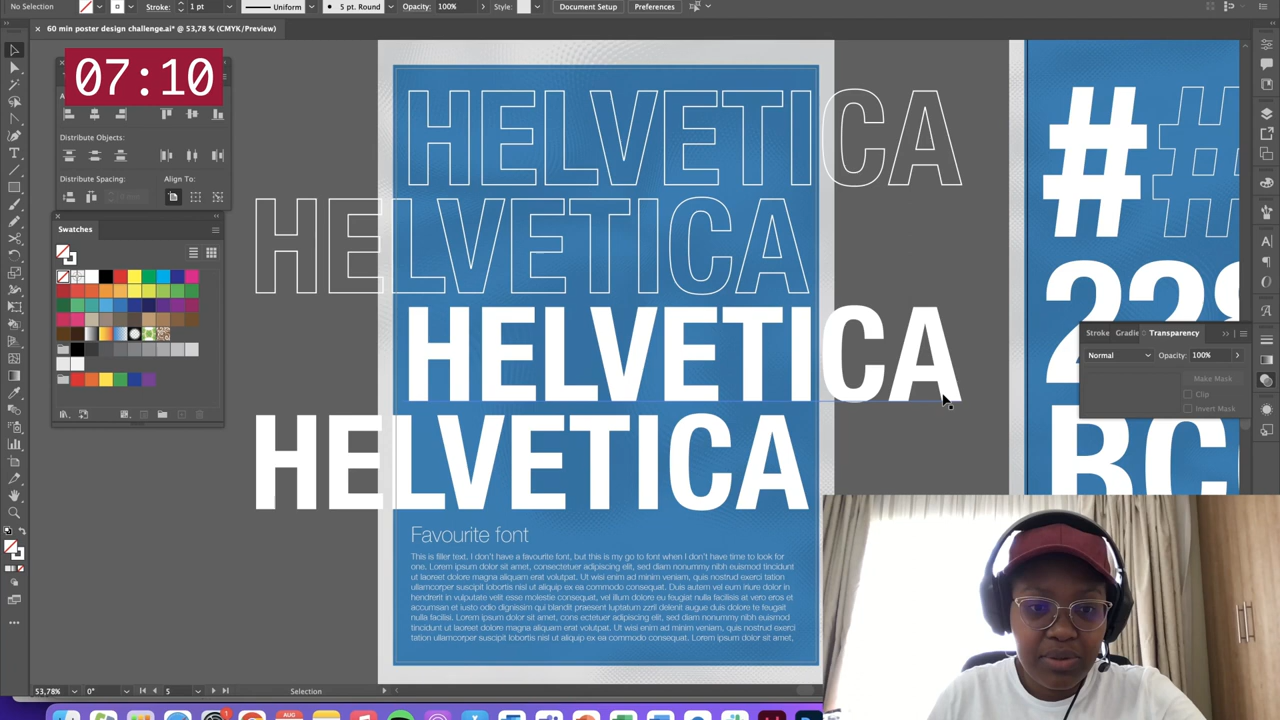 No Selection
Stroke:
1 pt
Uniform
5 pt. Round
Opacity:
100%
Style:
Document Setup
Preferences
60 min poster design challenge.ai* @ 53,78 % (CMYK/Preview)
07:10
Distribute Objects:
Distribute Spacing:
Align To:
Swatches
HELVETICA
HELVETICA
HELVETICA
HELVETICA
Favourite font
This is filler text. I don't have a favourite font, but this is my go to font when I don't have time to look for
one. Lorem ipsum dolor sit amet, consectetuer adipiscing elit, sed diam nonummy nibh euismod tincidunt
ut laoreet dolore magna aliquam erat volutpat. Ut wisi enim ad minim veniam, quis nostrud exerci tation
ullamcorper suscipit lobortis nisl ut aliquip ex ea commodo consequat. Duis autem vel eum iriure dolor in
hendrerit in vulputate velit esse molestie consequat, vel illum dolore eu feugiat nulla facilisis at vero eros et
accumsan et iusto odio dignissim qui blandit praesent luptatum zzril delenit augue duis dolore te feugait
nulla facilisi. Lorem ipsum dolor sit amet, cons ectetuer adipiscing elit, sed diam nonummy nibh euismod
tincidunt ut laoreet dolore magna aliquam erat volutpat. Ut wisi enim ad minim veniam, quis nostrud exerci
tation ullamcorper suscipit lobortis nisl ut aliquip ex ea commodo consequat. Lorem ipsum dolor sit amet,
##
229
BC
Stroke
Gradie
Transparency
Normal
Opacity:
100%
Make Mask
Clip
Invert Mask
53,78%
0°
5
Selection
AUG